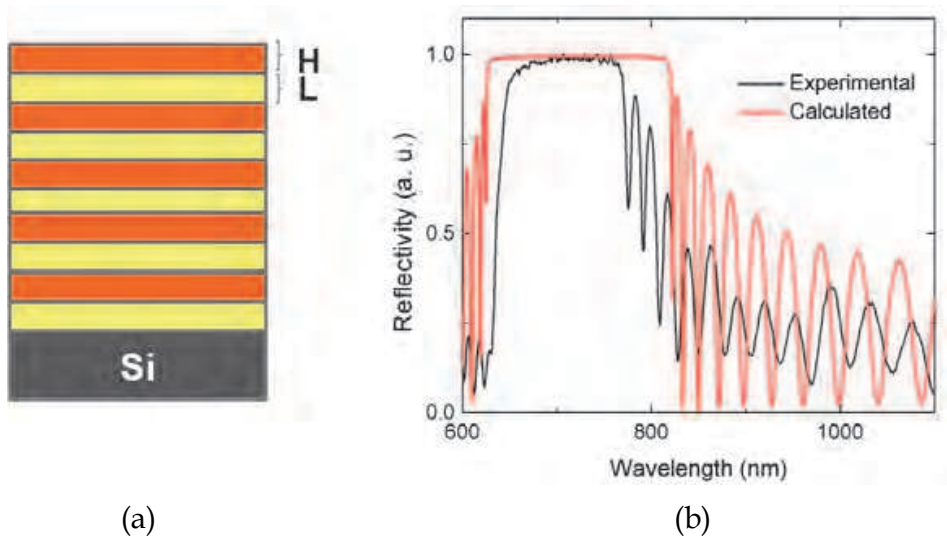 H
L
Si
(a)
1.0
0.5
0.0
Reflectivity (a. u.)
Experimental
Calculated
600
800
1000
Wavelength (nm)
(b)